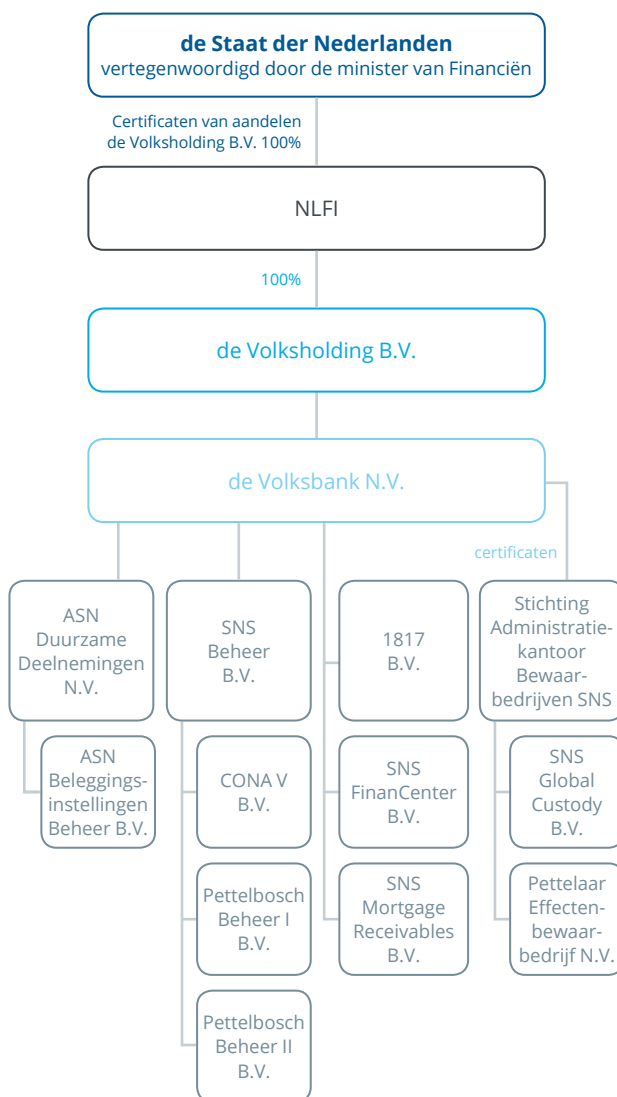 de Staat der Nederlanden
vertegenwoordigd door de minister van Financiën
Certificaten van aandelen
de Volksholding B.V. 100%
NLFI
100%
de Volksholding B.V.
de Volksbank N.V.
certificaten
ASN
Duurzame
Deelnemingen
N.V.
SNS
Beheer
B.V.
1817
B.V.
Stichting
Administratie-
kantoor
Bewaar-
bedrijven SNS
ASN
Beleggings-
instellingen
Beheer B.V.
CONA V
B.V.
SNS
FinanCenter
B.V.
SNS
Global
Custody
B.V.
Pettelbosch
Beheer I
B.V.
SNS
Mortgage
Receivables
B.V.
Pettelaar
Effecten-
bewaar-
bedrijf N.V.
Pettelbosch
Beheer II
B.V.